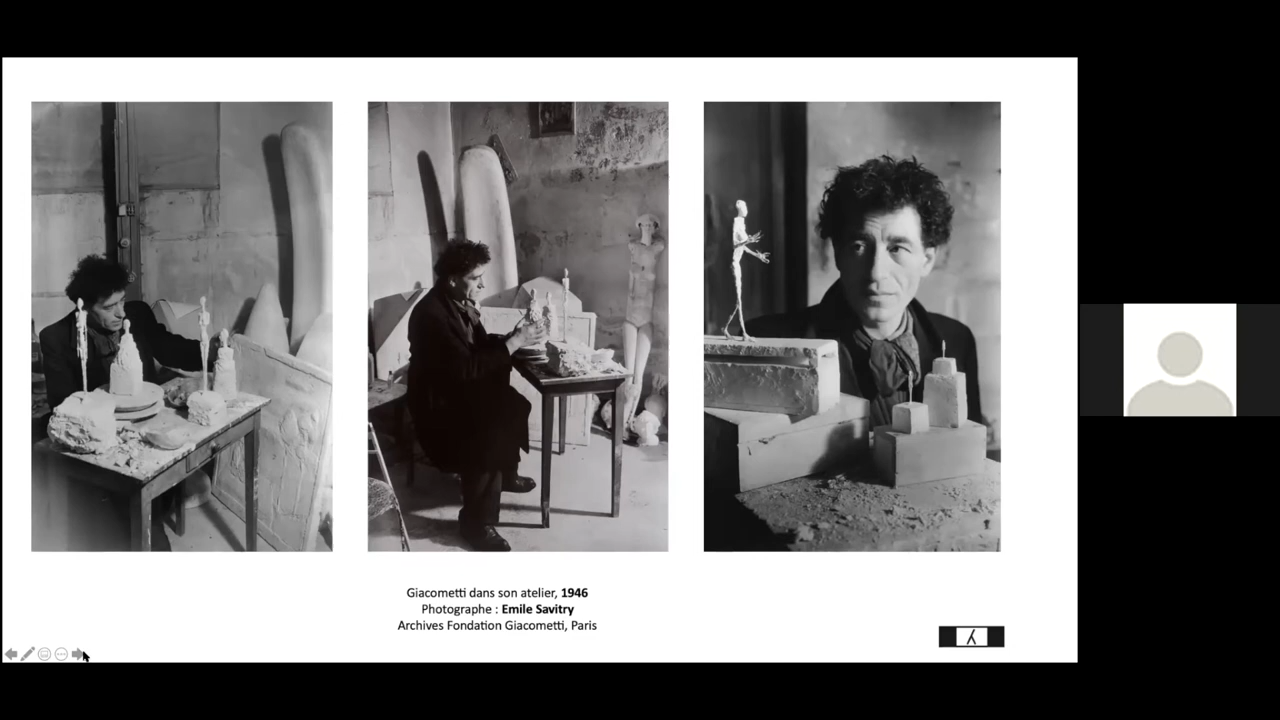 Giacometti dans son atelier, 1946
Photographe : Emile Savitry
Archives Fondation Giacometti, Paris